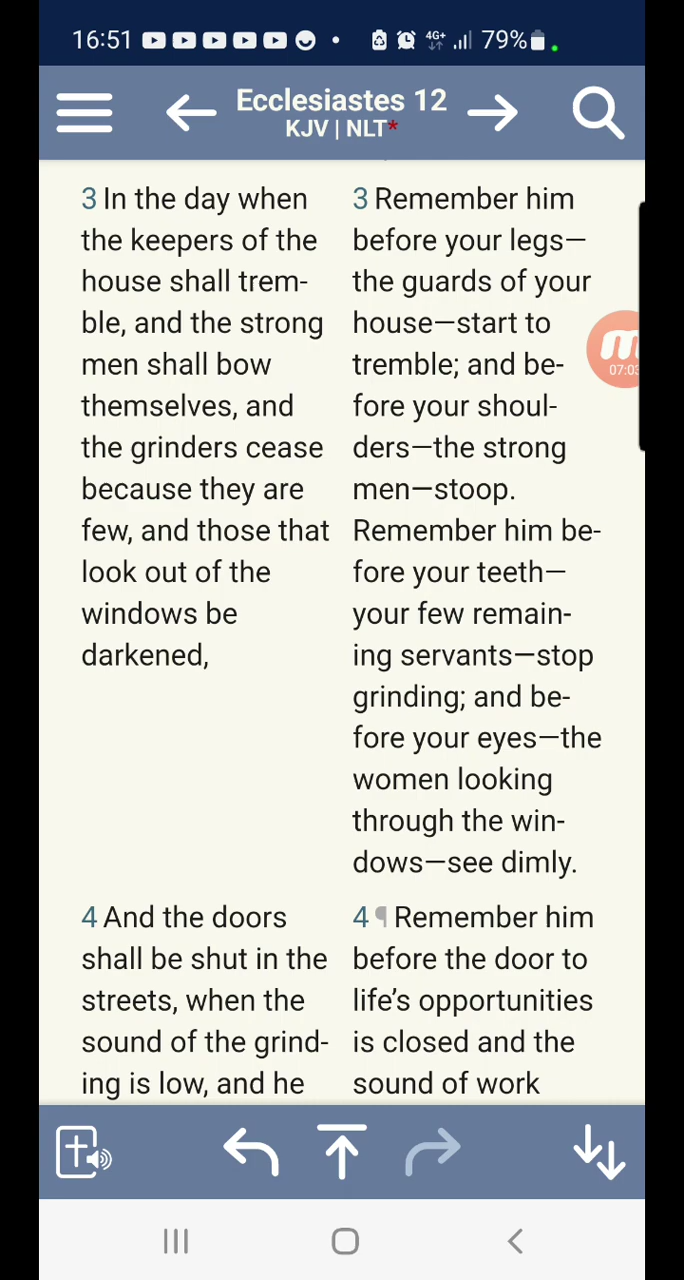 16:51 4G+ 79%
Ecclesiastes 12
KJV | NLT*
3 In the day when
the keepers of the
house shall trem-
ble, and the strong
men shall bow
themselves, and
the grinders cease
because they are
few, and those that
look out of the
windows be
darkened,
3 Remember him
before your legs—
the guards of your
house—start to
tremble; and be-
fore your shoul-
ders—the strong
men—stoop.
Remember him be-
fore your teeth—
your few remain-
ing servants—stop
grinding; and be-
fore your eyes—the
women looking
through the win-
dows—see dimly.
4 And the doors
shall be shut in the
streets, when the
sound of the grind-
ing is low, and he
4 ¶ Remember him
before the door to
life’s opportunities
is closed and the
sound of work
m
07:03